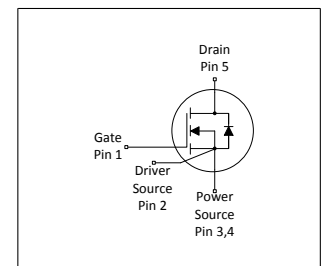 Drain
Pin 5
Gate
Pin 1
Driver
Source
Pin 2
Power
Source
Pin 3,4